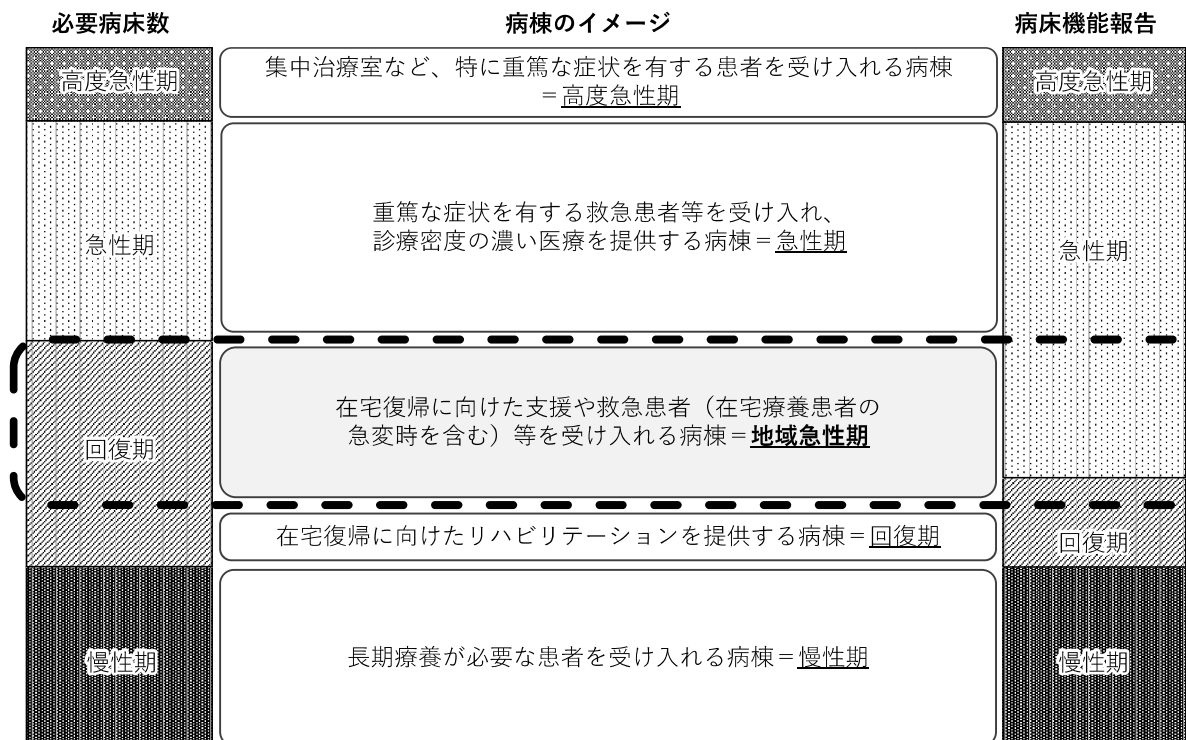 必要病床数
病棟のイメージ
病床機能報告
高度急性期
集中治療室など、特に重篤な症状を有する患者を受け入れる病棟
＝高度急性期
高度急性期
急性期
重篤な症状を有する救急患者等を受け入れ、
診療密度の濃い医療を提供する病棟＝急性期
急性期
回復期
在宅復帰に向けた支援や救急患者（在宅療養患者の
急変時を含む）等を受け入れる病棟＝地域急性期
在宅復帰に向けたリハビリテーションを提供する病棟＝回復期
回復期
慢性期
長期療養が必要な患者を受け入れる病棟＝慢性期
慢性期